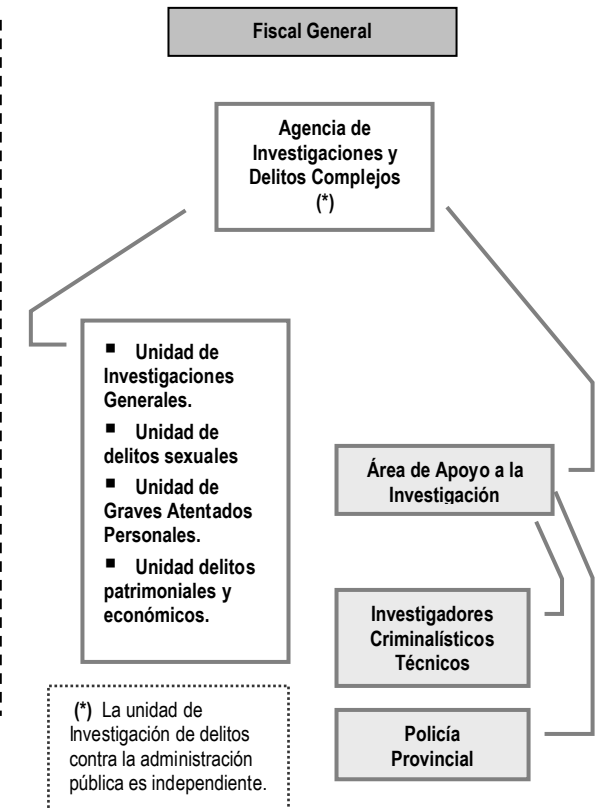 Fiscal General
Agencia de
Investigaciones y
Delitos Complejos
(*)
▪ Unidad de
Investigaciones
Generales.
▪ Unidad de
delitos sexuales
▪ Unidad de
Graves Atentados
Personales.
▪ Unidad delitos
patrimoniales y
económicos.
Área de Apoyo a la
Investigación
Investigadores
Criminalísticos
Técnicos
Policía
Provincial
(*) La unidad de
Investigación de delitos
contra la administración
pública es independiente.